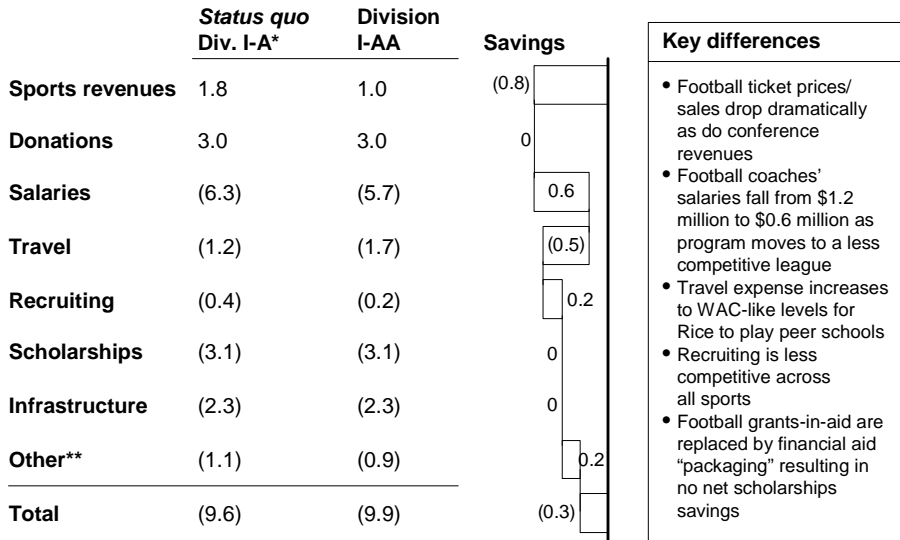 Status quo Div. I-A*
Division I-AA
Savings
Sports revenues 1.8 1.0 (0.8)
Donations 3.0 3.0 0
Salaries (6.3) (5.7) 0.6
Travel (1.2) (1.7) (0.5)
Recruiting (0.4) (0.2) 0.2
Scholarships (3.1) (3.1) 0
Infrastructure (2.3) (2.3) 0
Other** (1.1) (0.9) 0.2
Total (9.6) (9.9) (0.3)
Key differences
• Football ticket prices/
sales drop dramatically
as do conference
revenues
• Football coaches’
salaries fall from $1.2
million to $0.6 million as
program moves to a less
competitive league
• Travel expense increases
to WAC-like levels for
Rice to play peer schools
• Recruiting is less
competitive across
all sports
• Football grants-in-aid are
replaced by financial aid
“packaging” resulting in
no net scholarships
savings